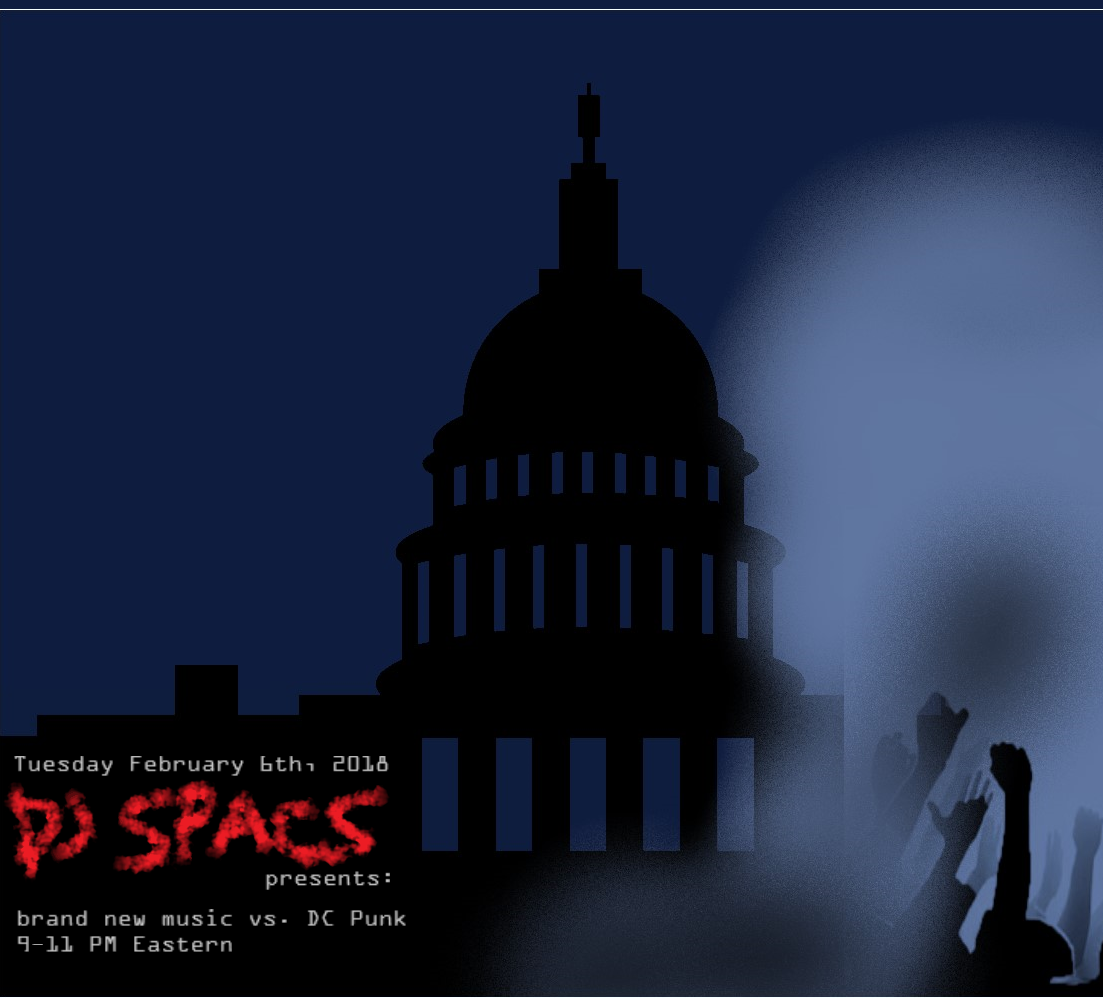 Tuesday February 6th, 2018
DJ SPACS
presents:
brand new music vs. DC Punk
9-11 PM Eastern